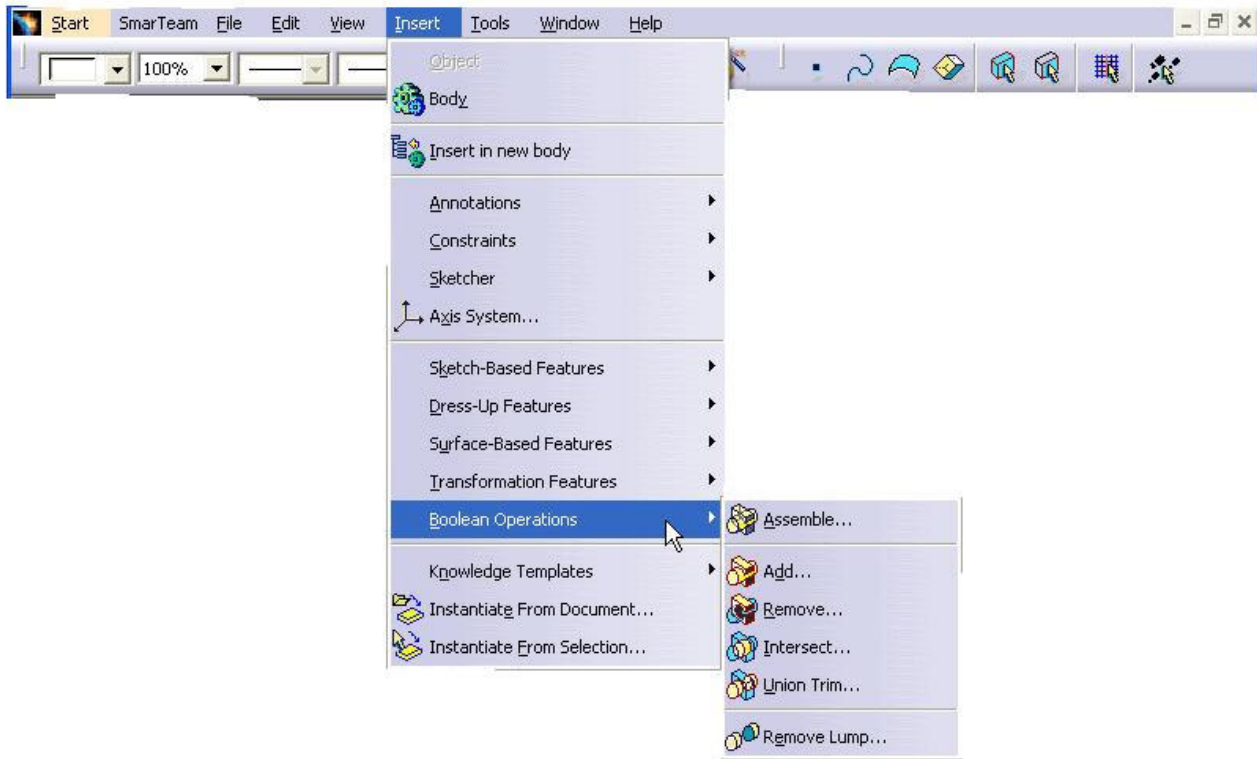 Start SmarTeam File Edit View Insert Tools Window Help
100%
Object
Body
Insert in new body
Annotations
Constraints
Sketcher
Axis System...
Sketch-Based Features
Dress-Up Features
Surface-Based Features
Transformation Features
Boolean Operations
Assemble...
Add...
Remove...
Intersect...
Union Trim...
Remove Lump...
Knowledge Templates
Instantiate From Document...
Instantiate From Selection...